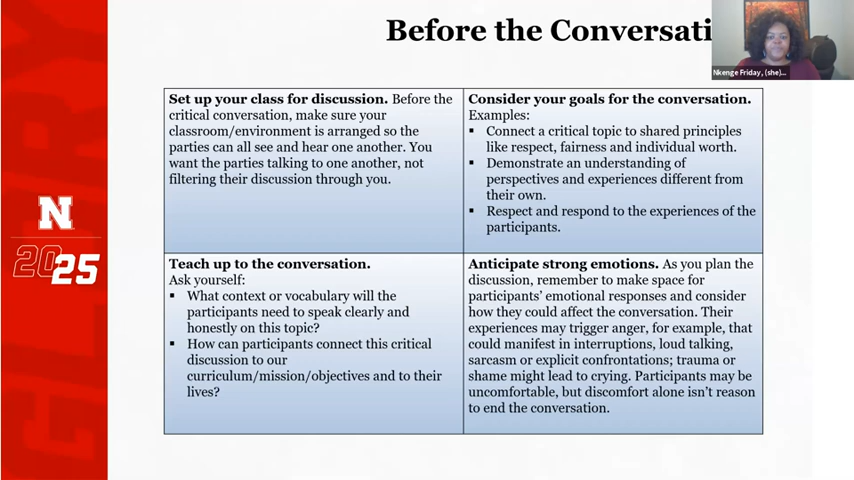 Before the Conversati
Nkenge Friday, (she)...
Set up your class for discussion. Before the
critical conversation, make sure your
classroom/environment is arranged so the
parties can all see and hear one another. You
want the parties talking to one another, not
filtering their discussion through you.
Consider your goals for the conversation.
Examples:
▪ Connect a critical topic to shared principles
like respect, fairness and individual worth.
▪ Demonstrate an understanding of
perspectives and experiences different from
their own.
▪ Respect and respond to the experiences of the
participants.
Teach up to the conversation.
Ask yourself:
▪ What context or vocabulary will the
participants need to speak clearly and
honestly on this topic?
▪ How can participants connect this critical
discussion to our
curriculum/mission/objectives and to their
lives?
Anticipate strong emotions. As you plan the
discussion, remember to make space for
participants' emotional responses and consider
how they could affect the conversation. Their
experiences may trigger anger, for example, that
could manifest in interruptions, loud talking,
sarcasm or explicit confrontations; trauma or
shame might lead to crying. Participants may be
uncomfortable, but discomfort alone isn't reason
to end the conversation.
GLORY
N
2025